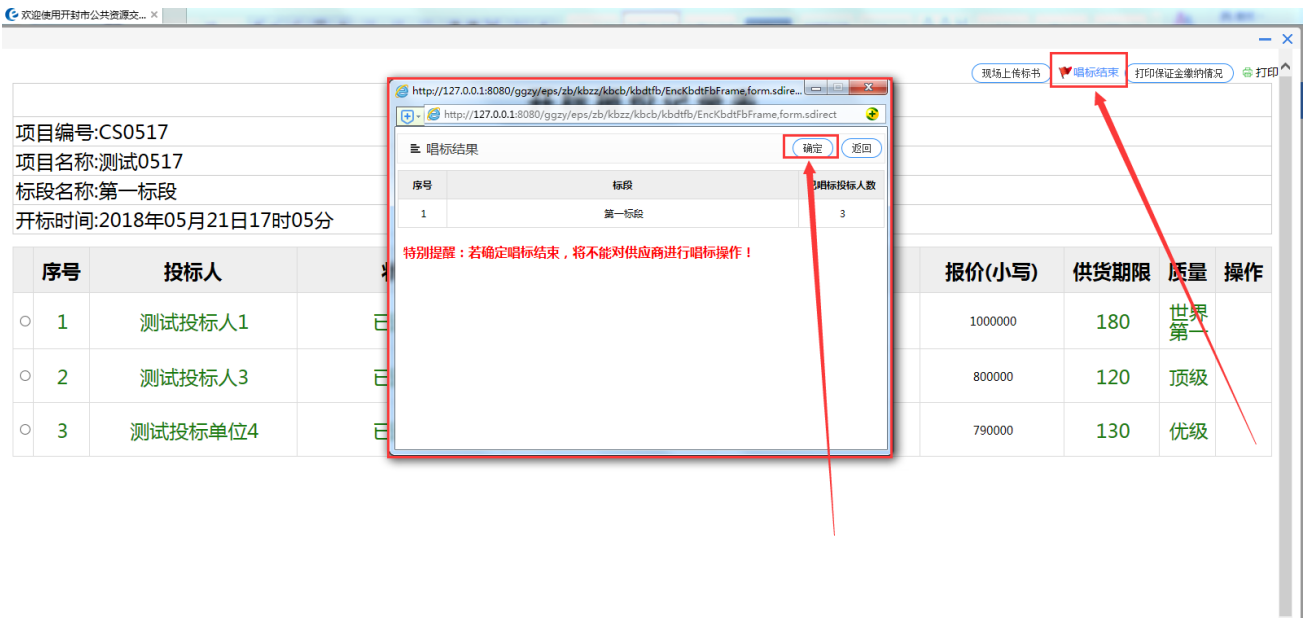 欢迎使用开封市公共资源交... ×
现场上传标书 唱标结束 打印保证金缴纳情况 打印
http://127.0.0.1:8080/ggzy/eps/zb/kbzz/kbcb/kbdtfb/EncKbdtFbFrame,form.sdire...
http://127.0.0.1:8080/ggzy/eps/zb/kbzz/kbcb/kbdtfb/EncKbdtFbFrame,form.sdirect
唱标结果 确定 返回
序号 标段 已唱标投标人数
1 第一标段 3
特别提醒：若确定唱标结束，将不能对供应商进行唱标操作！
项目编号:CS0517
项目名称:测试0517
标段名称:第一标段
开标时间:2018年05月21日17时05分
序号 投标人 报价(小写) 供货期限 质量 操作
1 测试投标人1 1000000 180 世界第一
2 测试投标人3 800000 120 顶级
3 测试投标单位4 790000 130 优级